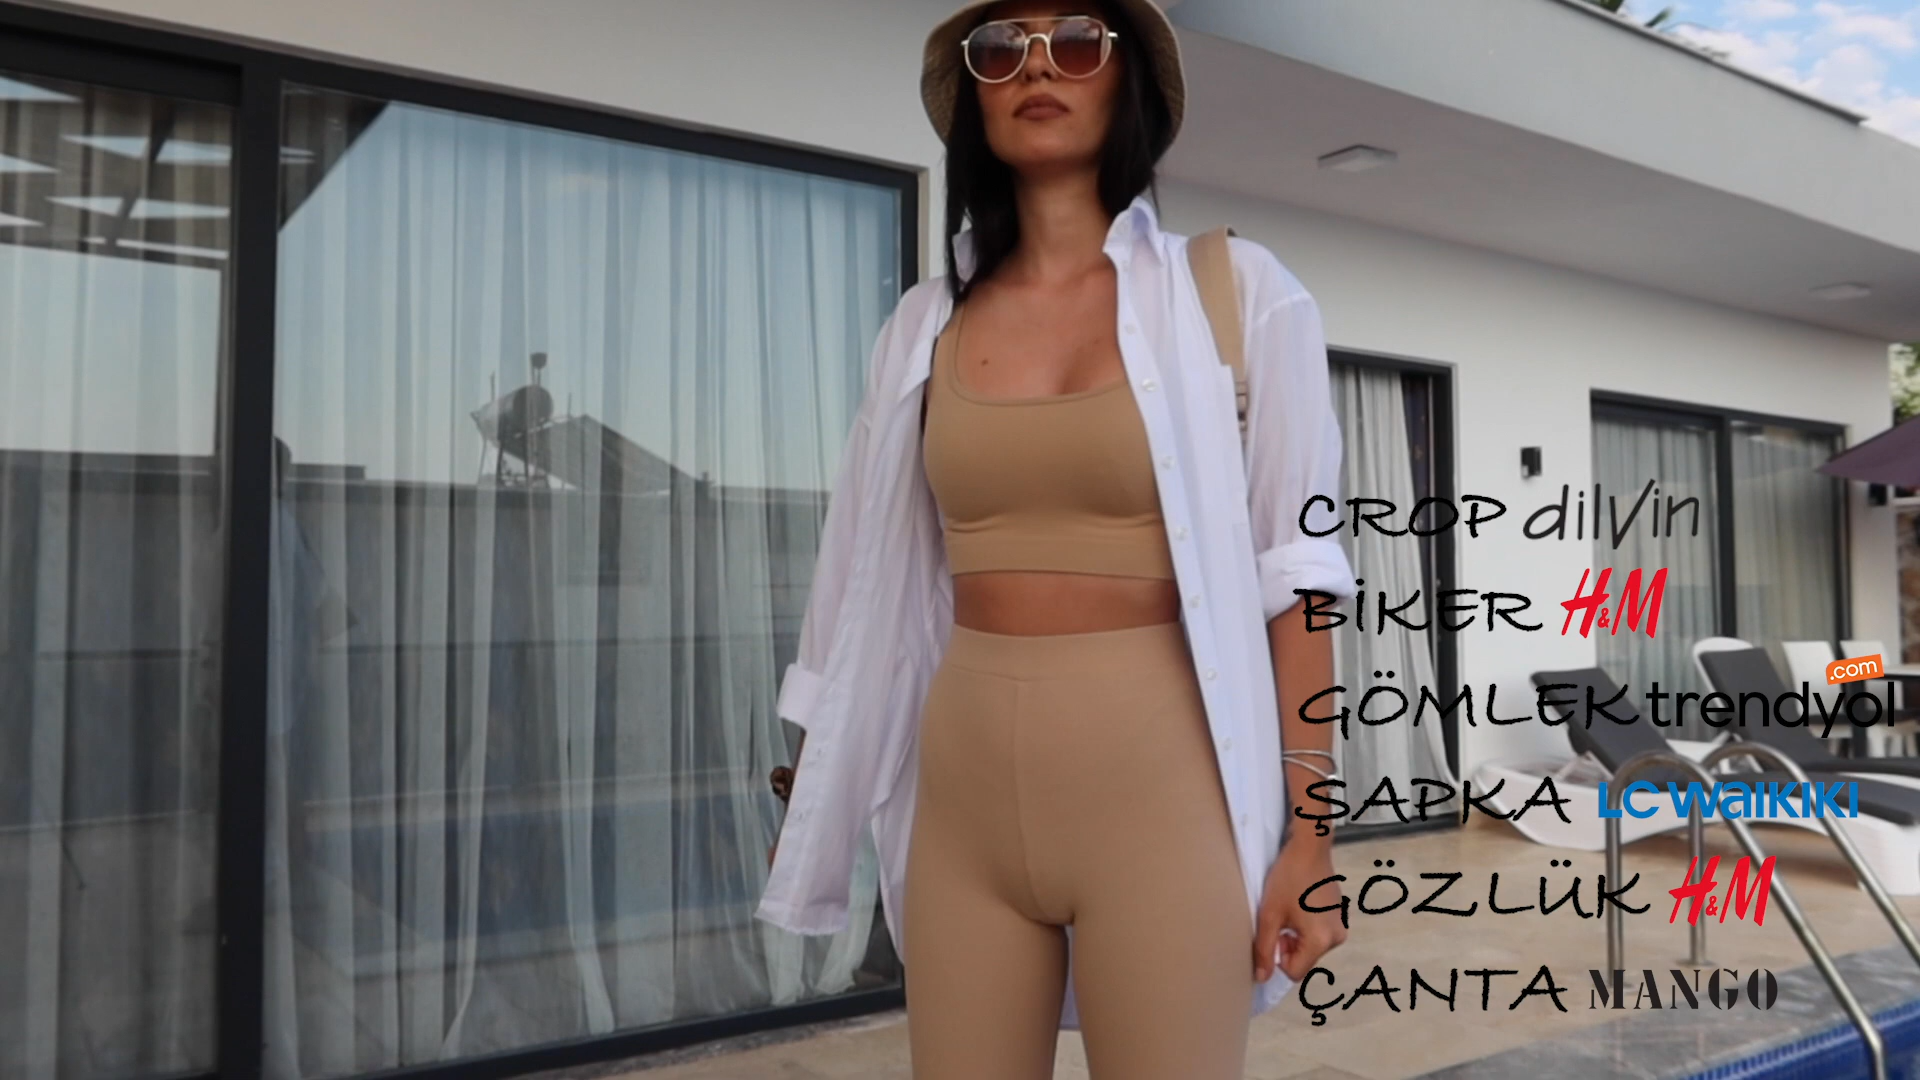 CROP dilvin
BİKER H&M
GÖMLEK trendyol.com
ŞAPKA LC WAIKIKI
GÖZLÜK H&M
ÇANTA MANGO